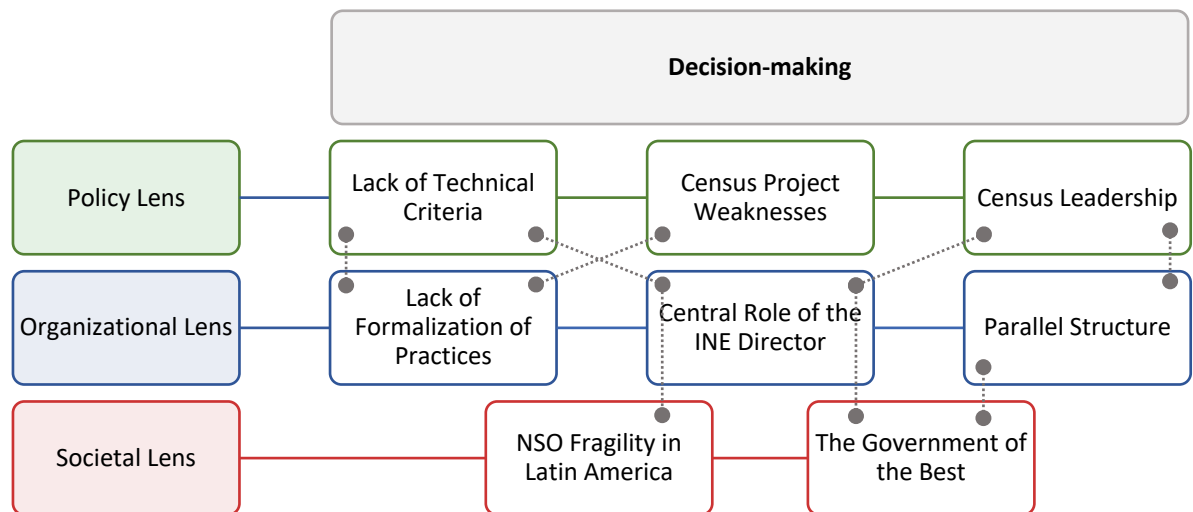 Decision-making
Policy Lens
Lack of Technical
Criteria
Census Project
Weaknesses
Census Leadership
Organizational Lens
Lack of
Formalization of
Practices
Central Role of the
INE Director
Parallel Structure
Societal Lens
NSO Fragility in
Latin America
The Government of
the Best